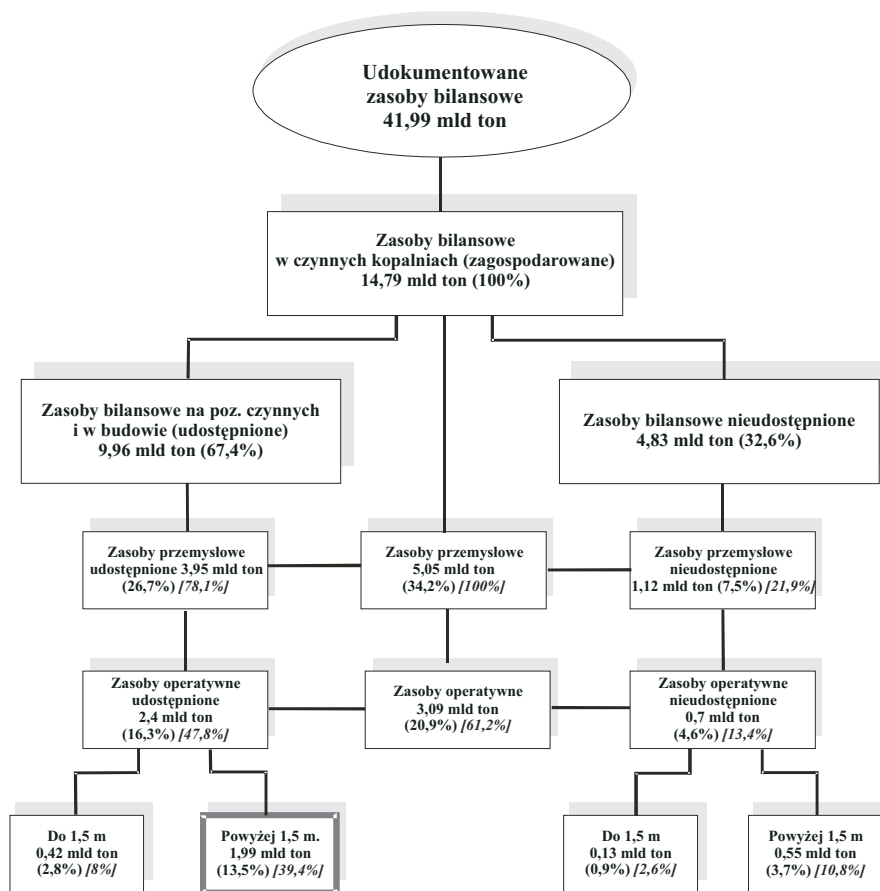 Udokumentowane
zasoby bilansowe
41,99 mld ton
Zasoby bilansowe
w czynnych kopalniach (zagospodarowane)
14,79 mld ton (100%)
Zasoby bilansowe na poz. czynnych
i w budowie (udostępnione)
9,96 mld ton (67,4%)
Zasoby bilansowe nieudostępnione
4,83 mld ton (32,6%)
Zasoby przemysłowe
udostępnione 3,95 mld ton
(26,7%) [78,1%]
Zasoby przemysłowe
5,05 mld ton
(34,2%) [100%]
Zasoby przemysłowe
nieudostępnione
1,12 mld ton (7,5%) [21,9%]
Zasoby operatywne
udostępnione
2,4 mld ton
(16,3%) [47,8%]
Zasoby operatywne
3,09 mld ton
(20,9%) [61,2%]
Zasoby operatywne
nieudostępnione
0,7 mld ton
(4,6%) [13,4%]
Do 1,5 m
0,42 mld ton
(2,8%) [8%]
Powyżej 1,5 m.
1,99 mld ton
(13,5%) [39,4%]
Do 1,5 m
0,13 mld ton
(0,9%) [2,6%]
Powyżej 1,5 m
0,55 mld ton
(3,7%) [10,8%]